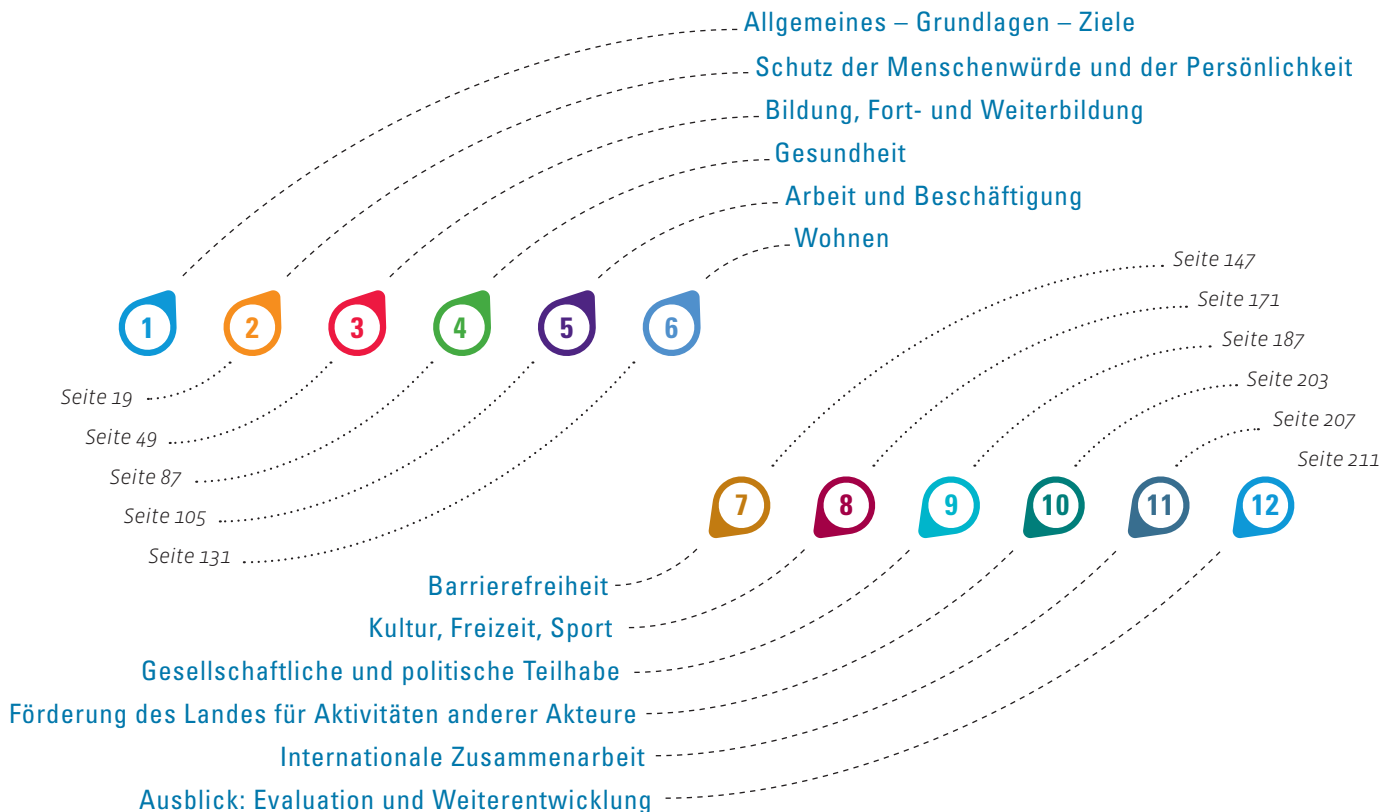 Allgemeines – Grundlagen – Ziele
Schutz der Menschenwürde und der Persönlichkeit
Bildung, Fort- und Weiterbildung
Gesundheit
Arbeit und Beschäftigung
Wohnen
1 2 3 4 5 6
Seite 19
Seite 49
Seite 87
Seite 105
Seite 131
Seite 147
Seite 171
Seite 187
Seite 203
Seite 207
Seite 211
7 8 9 10 11 12
Barrierefreiheit
Kultur, Freizeit, Sport
Gesellschaftliche und politische Teilhabe
Förderung des Landes für Aktivitäten anderer Akteure
Internationale Zusammenarbeit
Ausblick: Evaluation und Weiterentwicklung